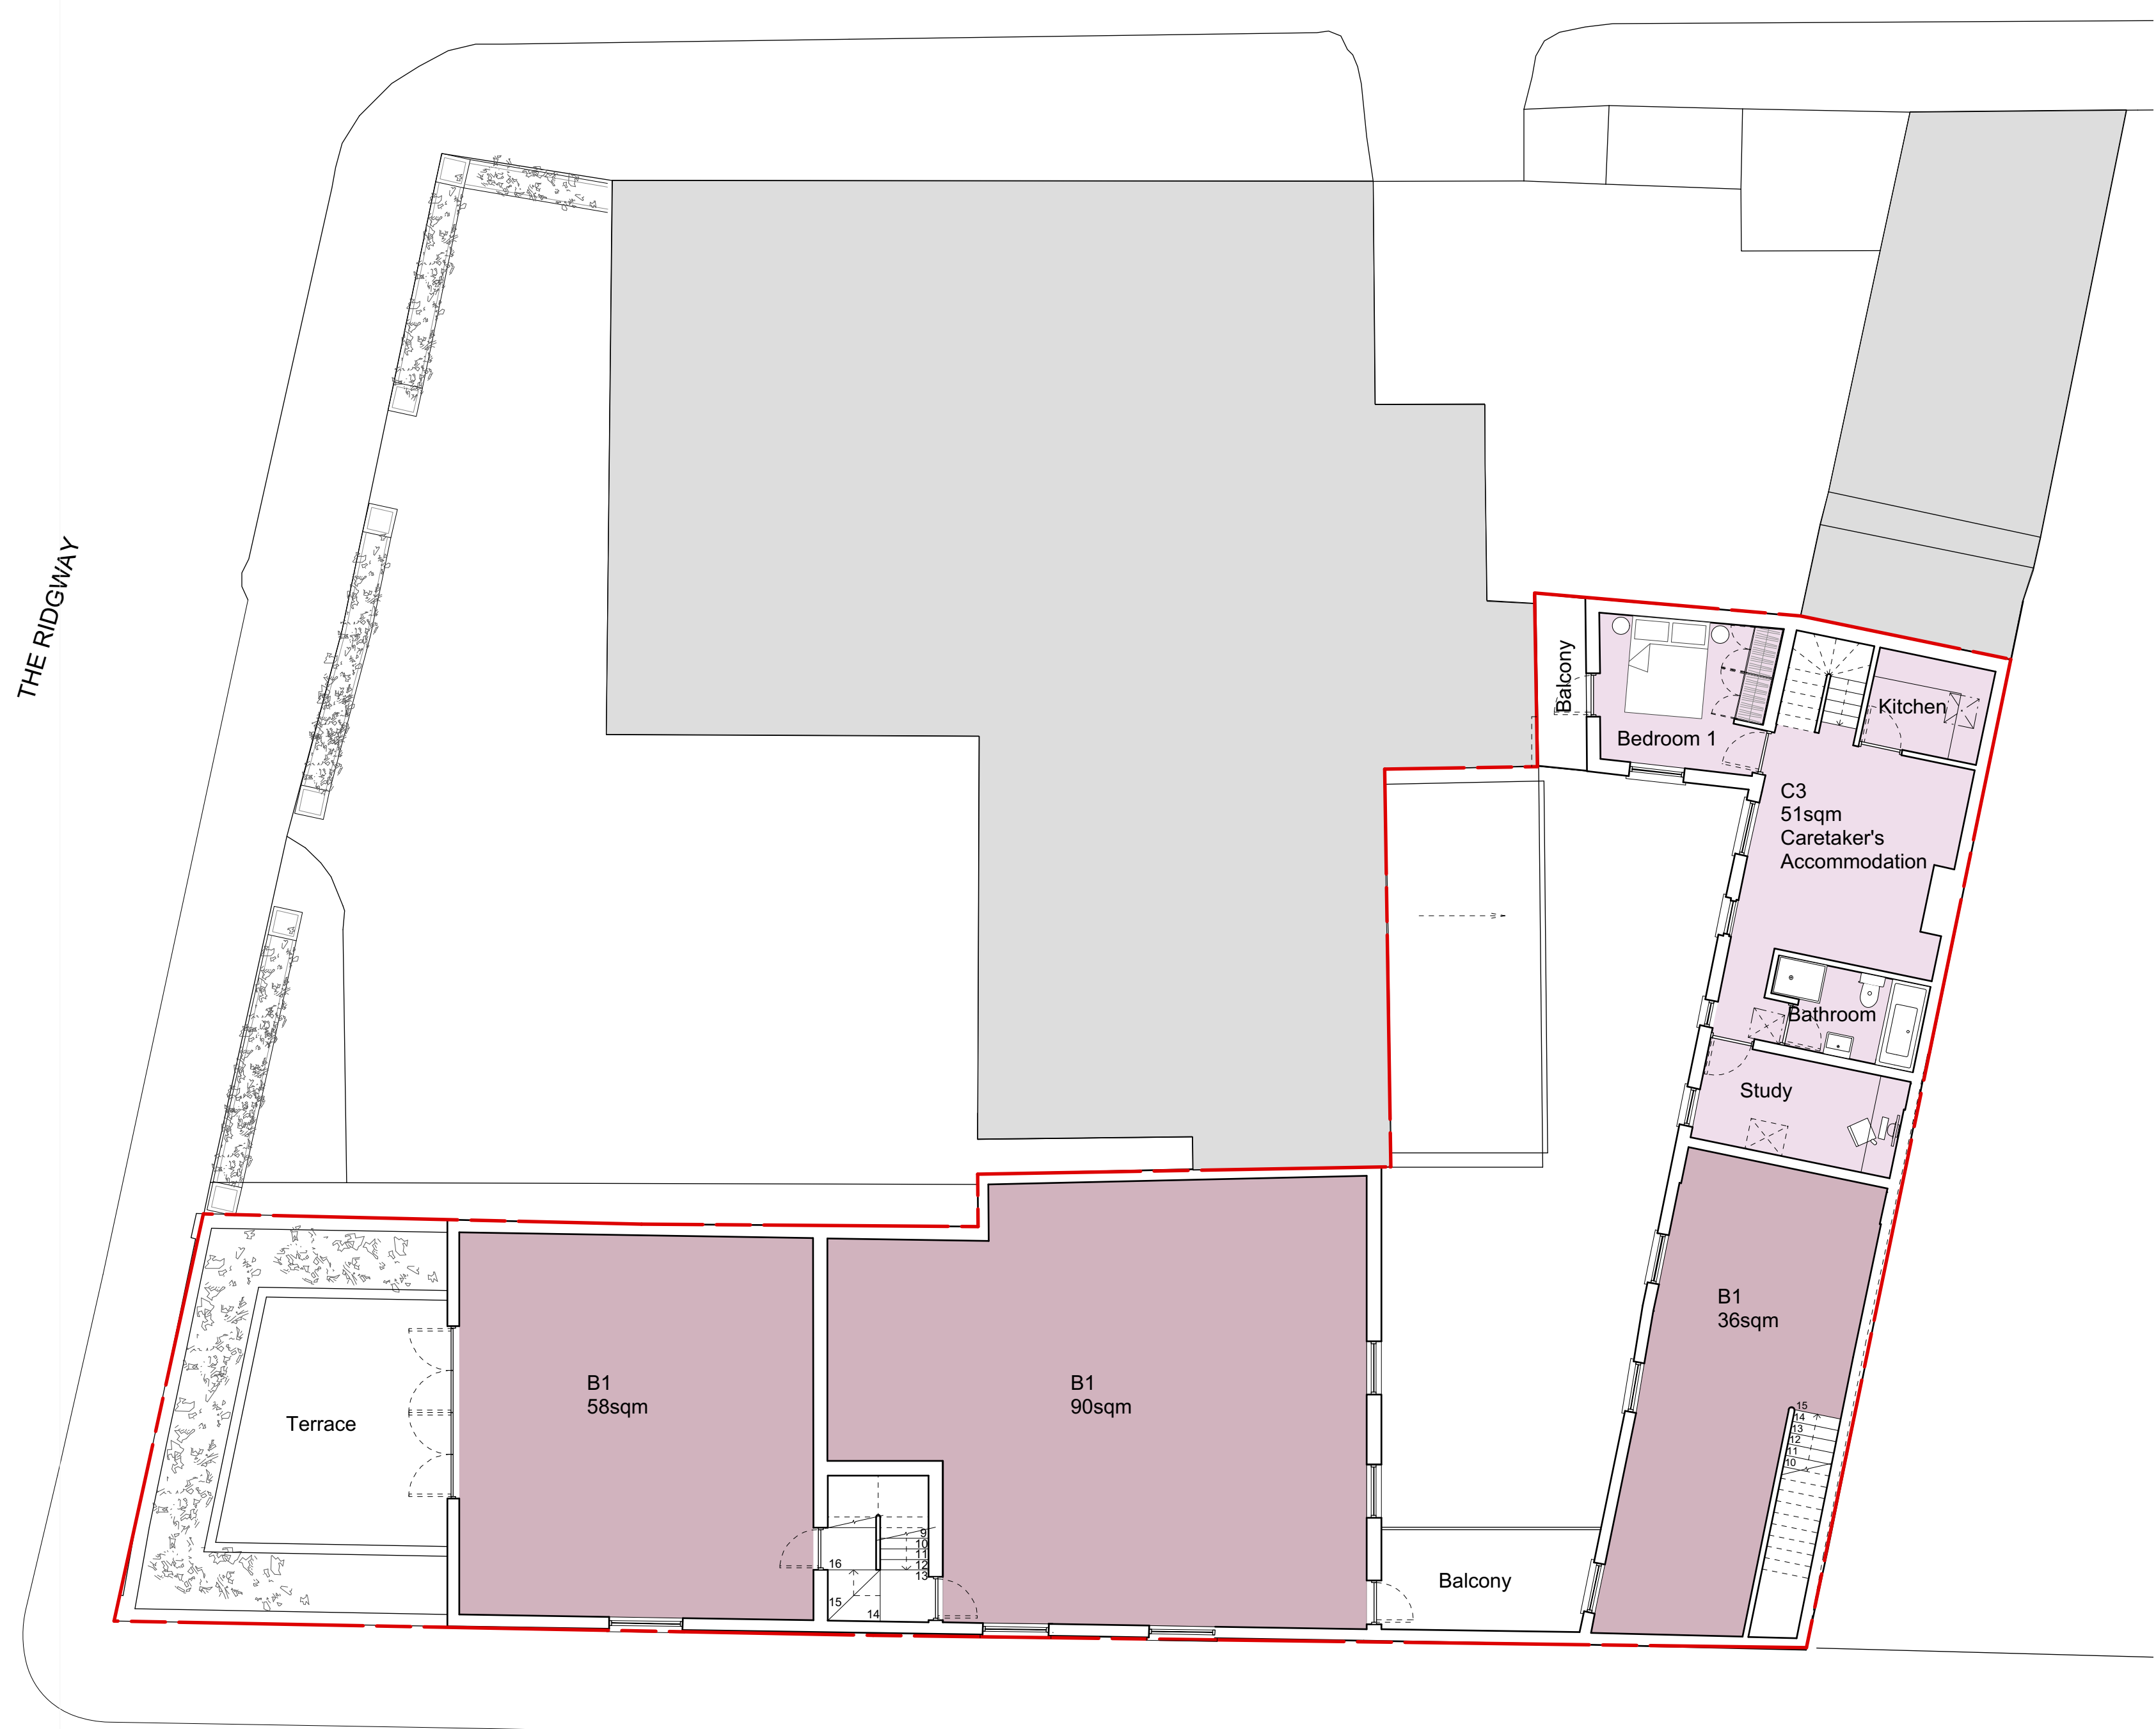 THE RIDGWAY
Balcony
Bedroom 1
Kitchen
C3
51sqm
Caretaker's
Accommodation
Bathroom
Study
B1
36sqm
15
14
13
12
11
10
B1
58sqm
B1
90sqm
Terrace
9
10
11
12
13
16
15
14
Balcony